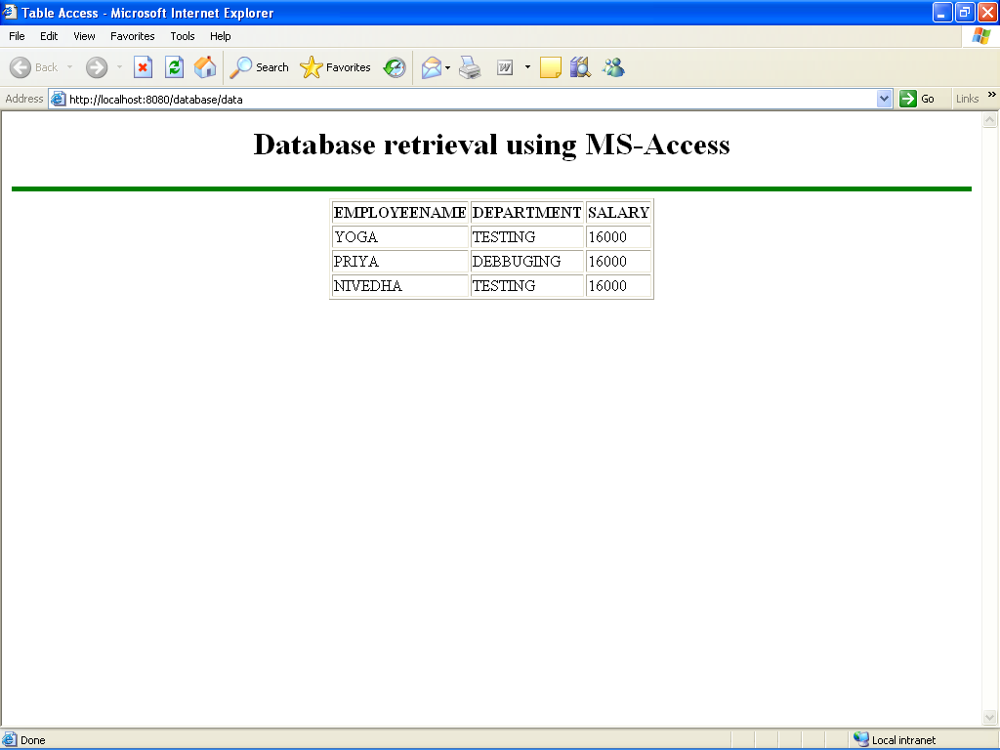 Table Access - Microsoft Internet Explorer
File Edit View Favorites Tools Help
Back Search Favorites
Address http://localhost:8080/database/data Go Links »
Database retrieval using MS-Access
EMPLOYEENAME DEPARTMENT SALARY
YOGA TESTING 16000
PRIYA DEBBUGING 16000
NIVEDHA TESTING 16000
Done Local intranet